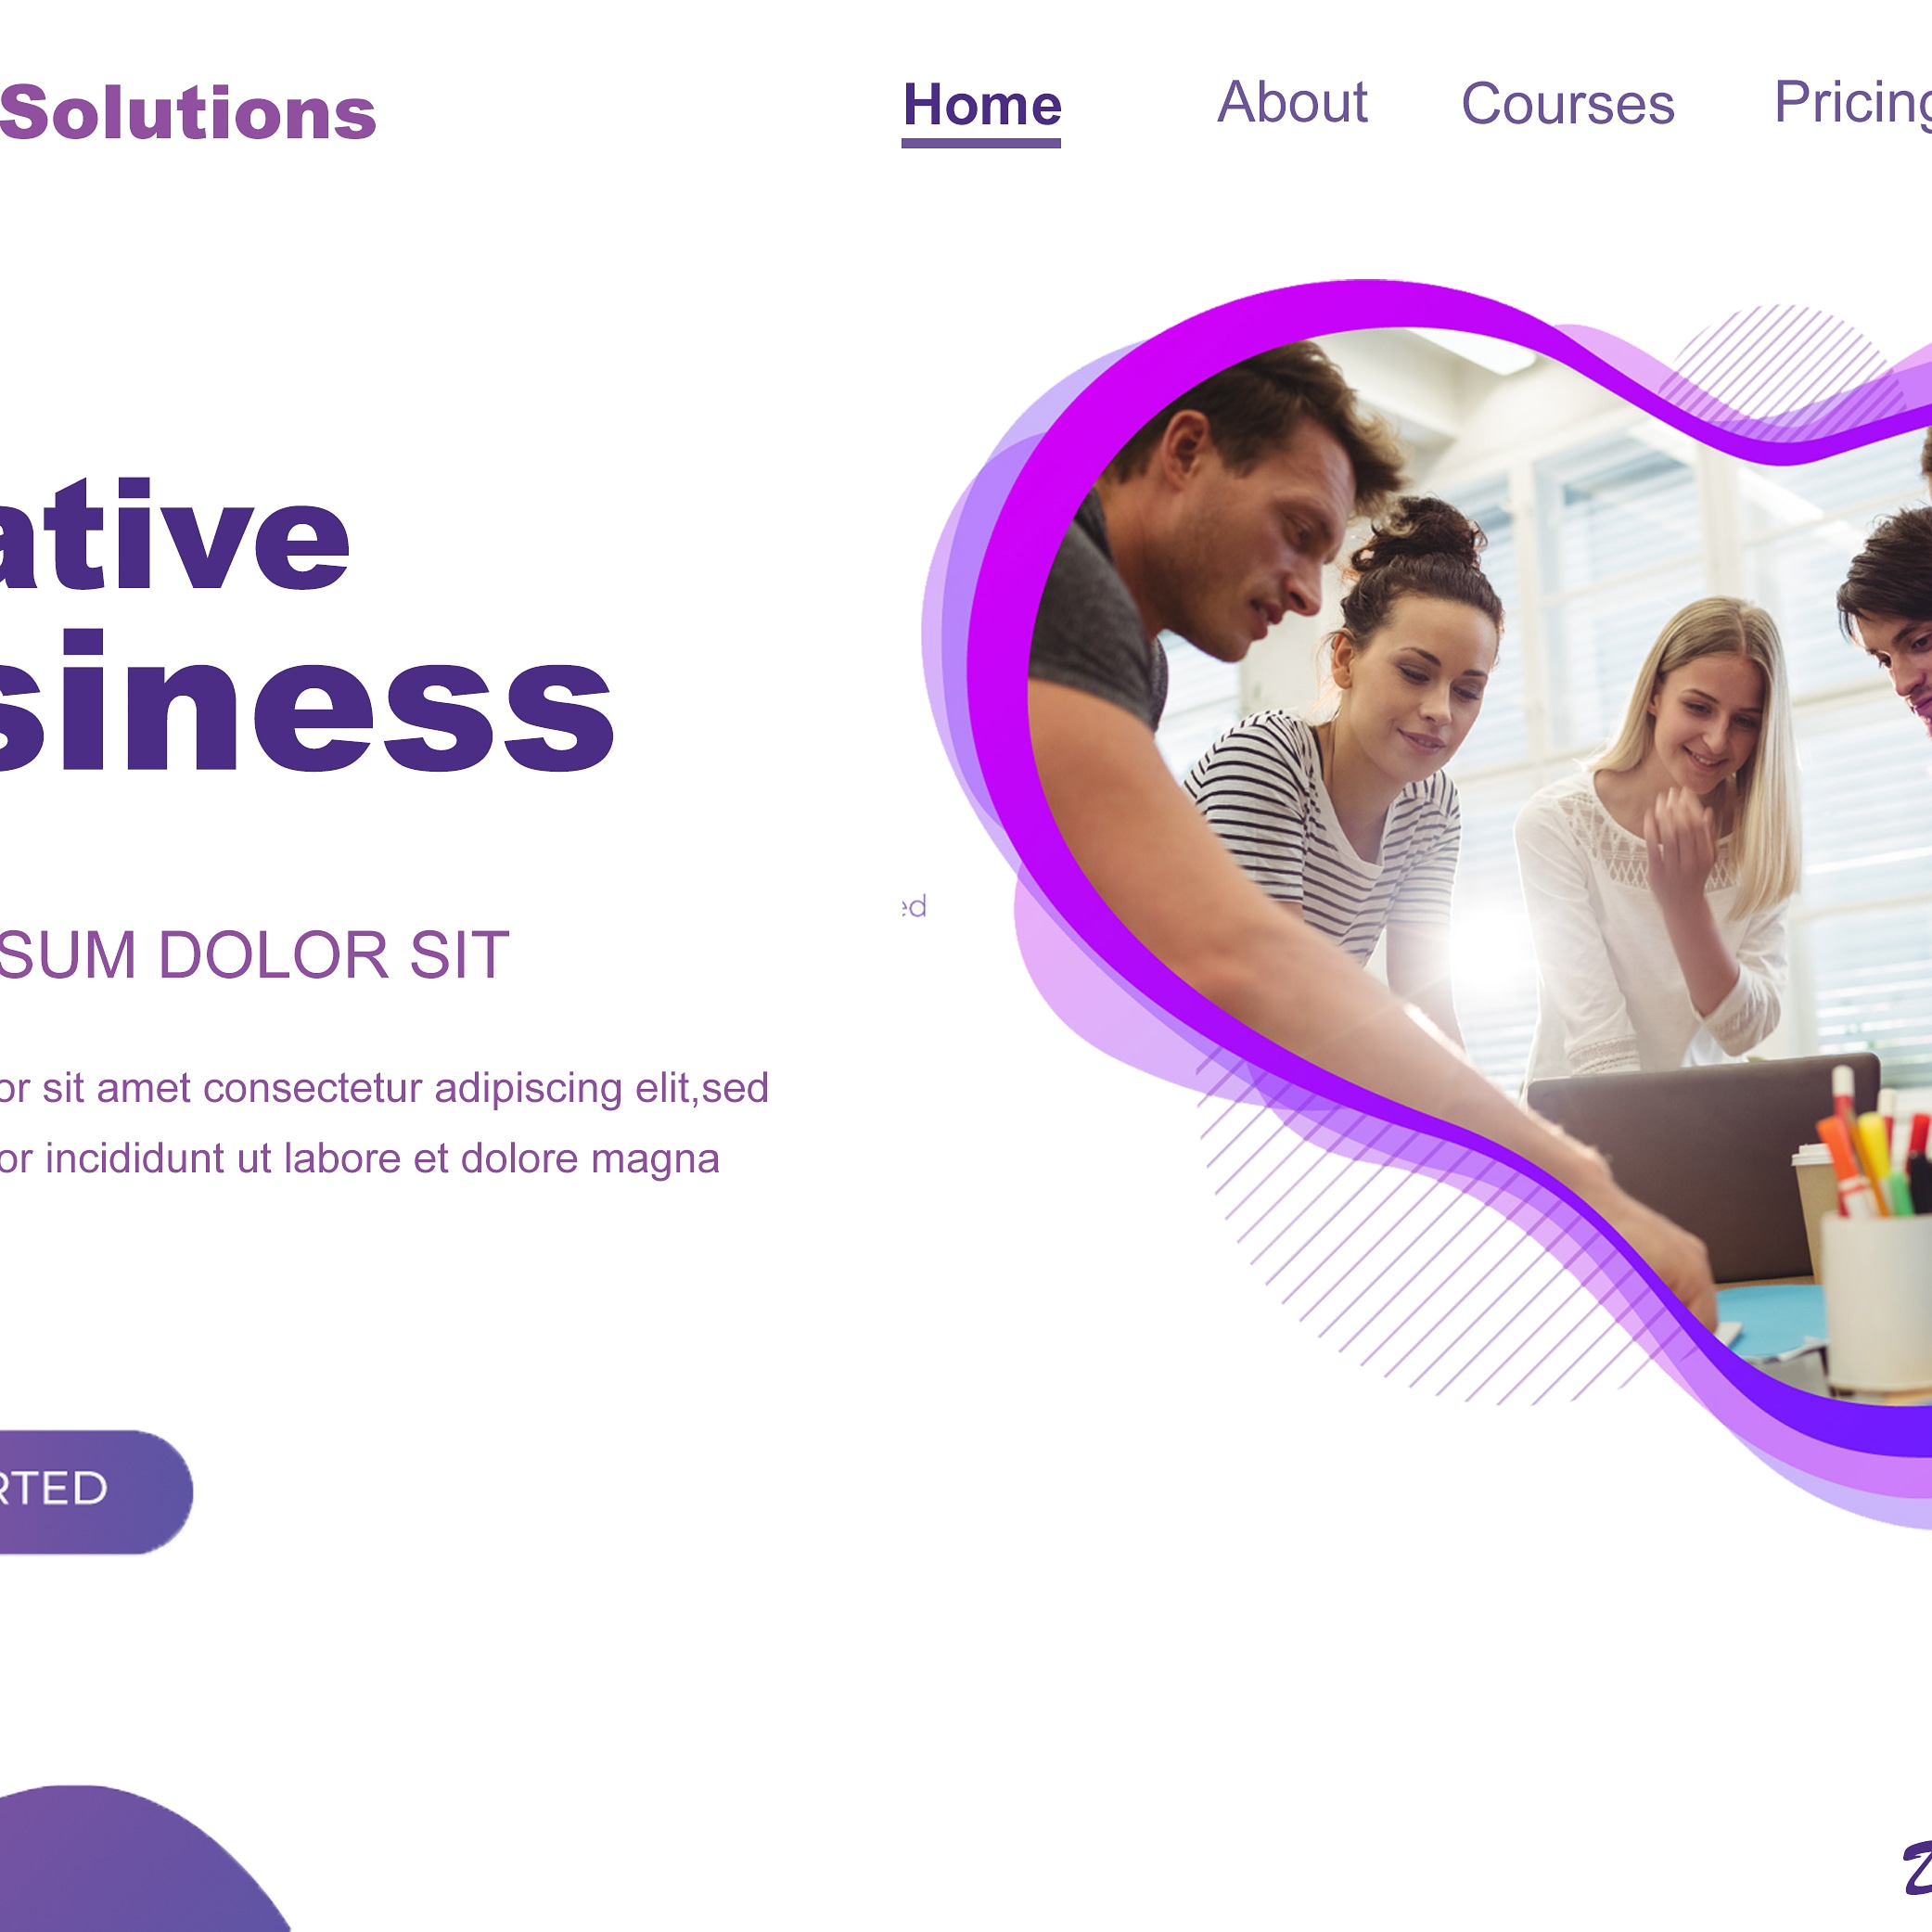 Solutions
Home About Courses Pricing
ative
siness
SUM DOLOR SIT
ed
or sit amet consectetur adipiscing elit,sed
or incididunt ut labore et dolore magna
RTED